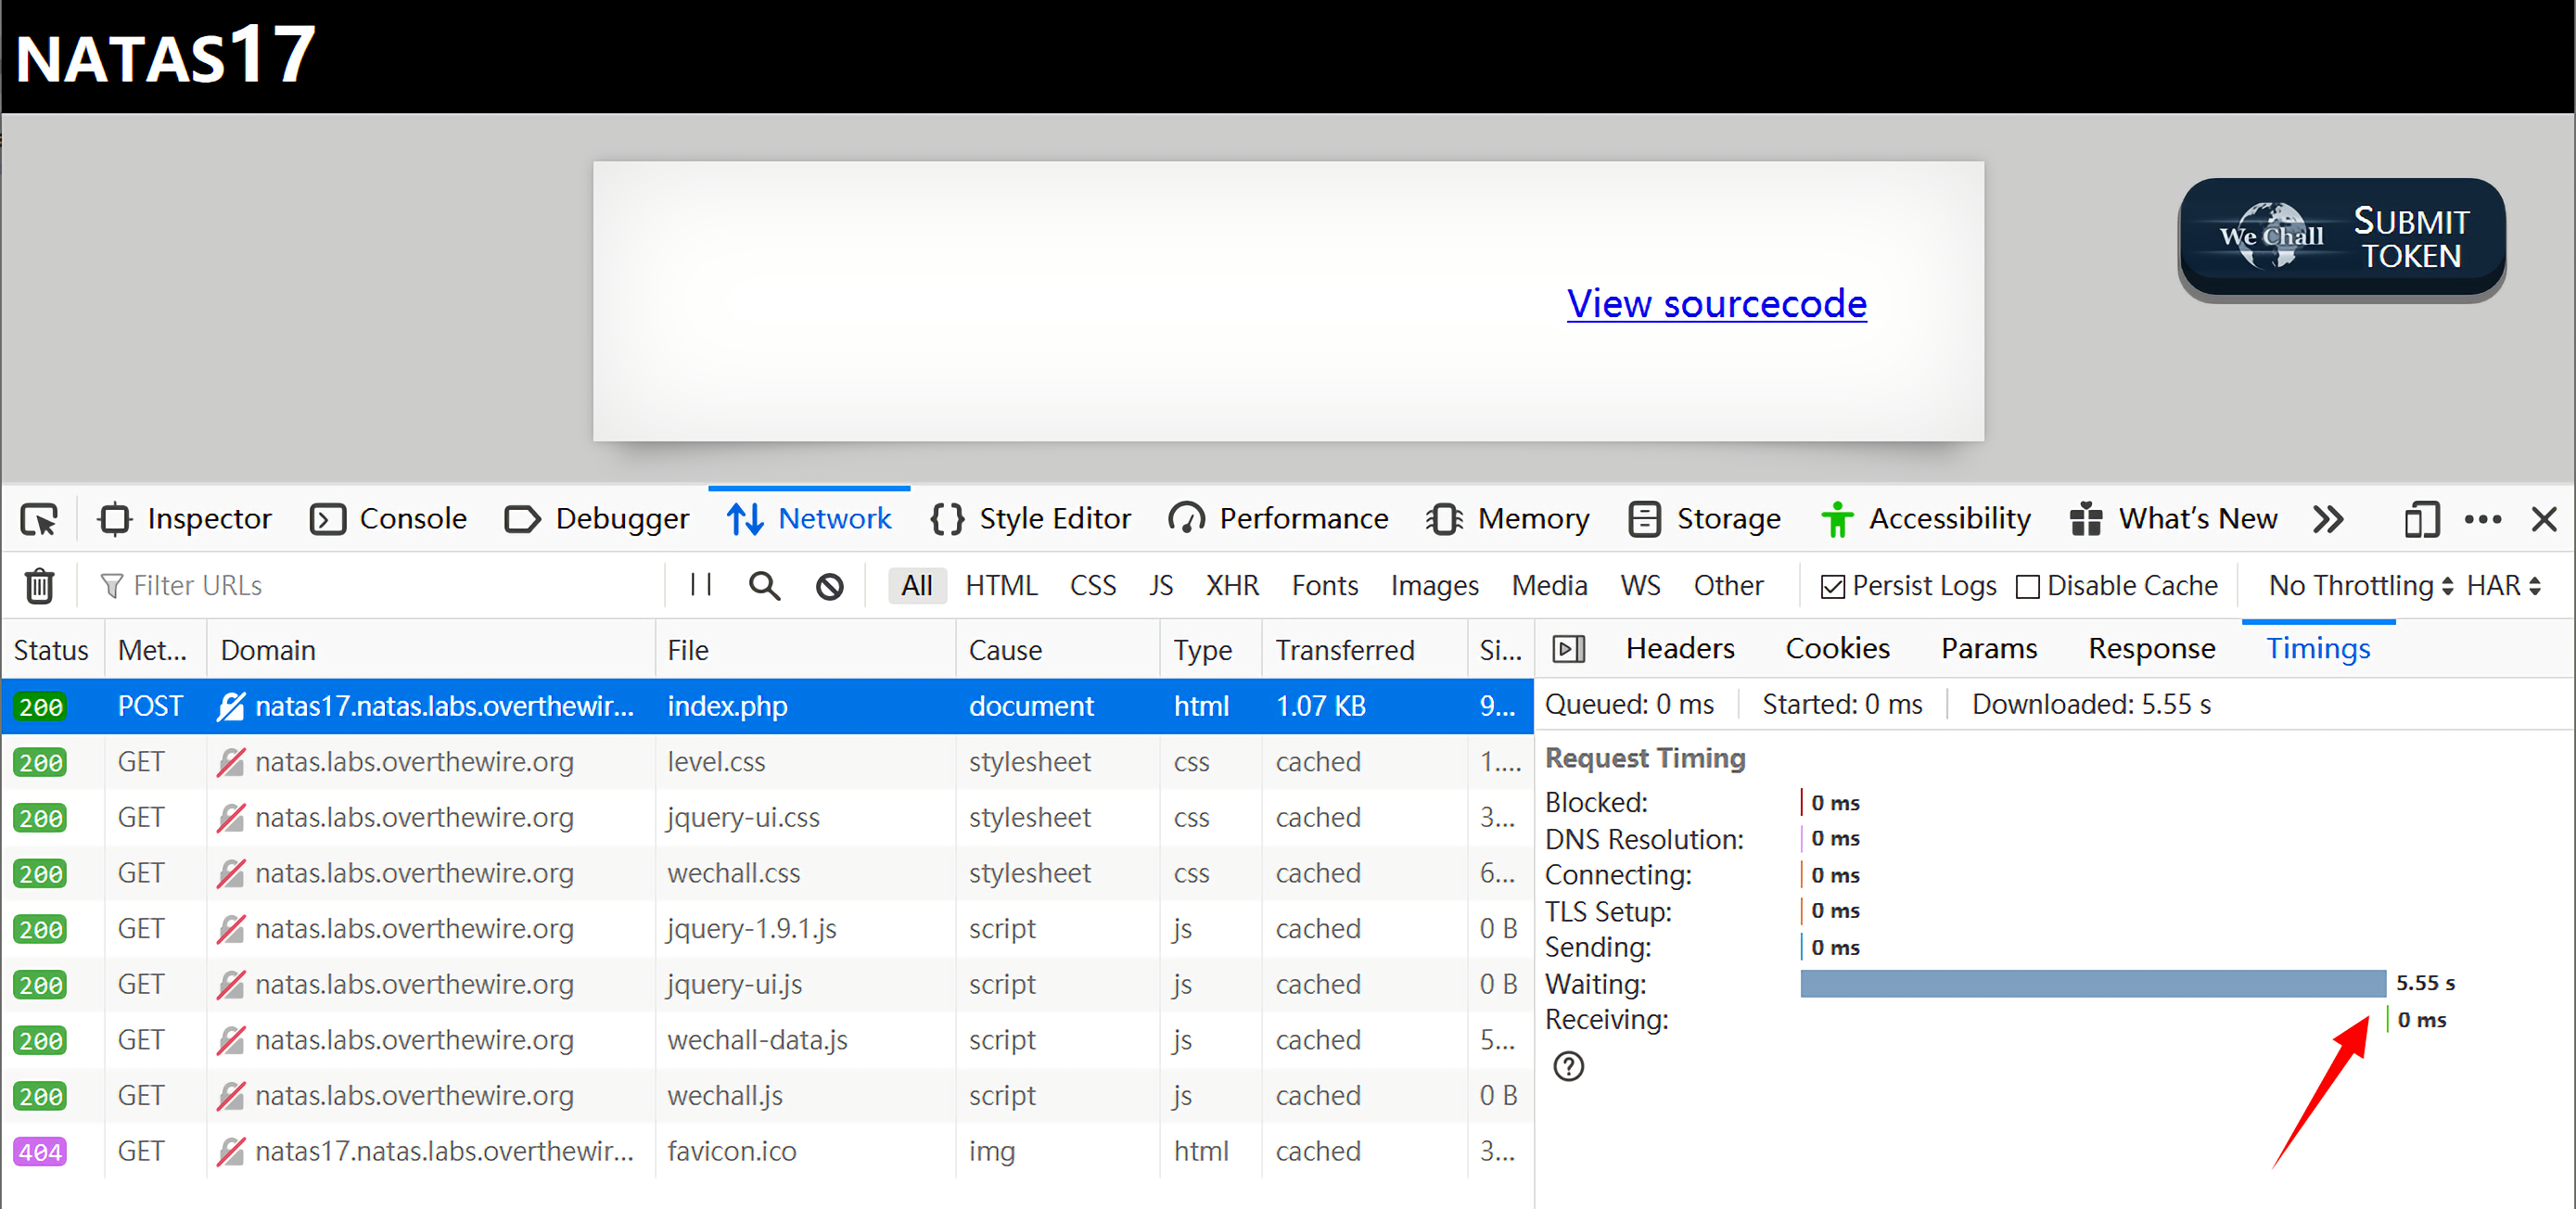 NATAS17
View sourcecode
We Chall
SUBMIT
TOKEN
Inspector Console Debugger Network Style Editor Performance Memory Storage Accessibility What's New
Filter URLs All HTML CSS JS XHR Fonts Images Media WS Other Persist Logs Disable Cache No Throttling HAR
Status Met... Domain File Cause Type Transferred Si... Headers Cookies Params Response Timings
200 POST natas17.natas.labs.overthewir... index.php document html 1.07 KB 9...
200 GET natas.labs.overthewire.org level.css stylesheet css cached 1....
200 GET natas.labs.overthewire.org jquery-ui.css stylesheet css cached 3...
200 GET natas.labs.overthewire.org wechall.css stylesheet css cached 6...
200 GET natas.labs.overthewire.org jquery-1.9.1.js script js cached 0 B
200 GET natas.labs.overthewire.org jquery-ui.js script js cached 0 B
200 GET natas.labs.overthewire.org wechall-data.js script js cached 5...
200 GET natas.labs.overthewire.org wechall.js script js cached 0 B
404 GET natas17.natas.labs.overthewir... favicon.ico img html cached 3...
Queued: 0 ms Started: 0 ms Downloaded: 5.55 s
Request Timing
Blocked: 0 ms
DNS Resolution: 0 ms
Connecting: 0 ms
TLS Setup: 0 ms
Sending: 0 ms
Waiting: 5.55 s
Receiving: 0 ms